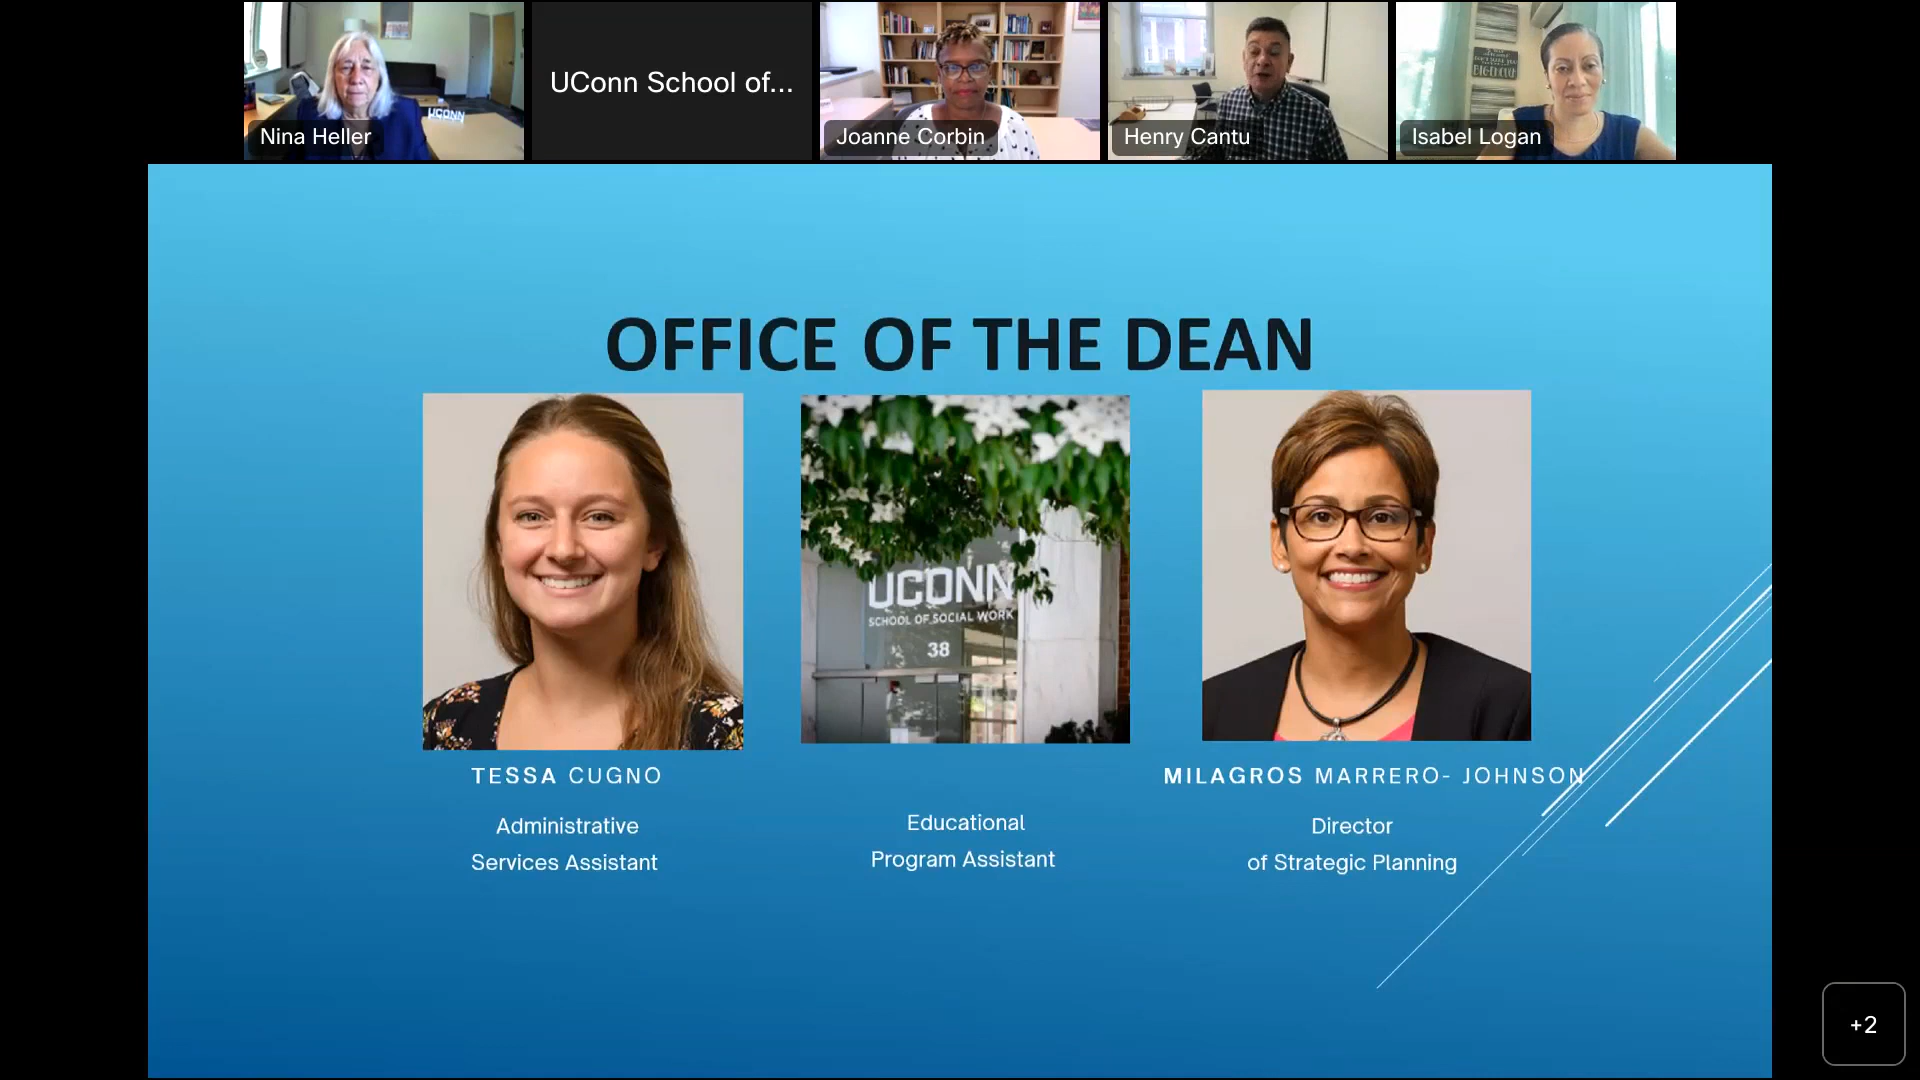 UConn School of...
Nina Heller
Joanne Corbin
Henry Cantu
Isabel Logan
UCONN
OFFICE OF THE DEAN
UCONN
SCHOOL OF SOCIAL WORK
38
TESSA CUGNO
Administrative
Services Assistant
Educational
Program Assistant
MILAGROS MARRERO- JOHNSON
Director
of Strategic Planning
+2